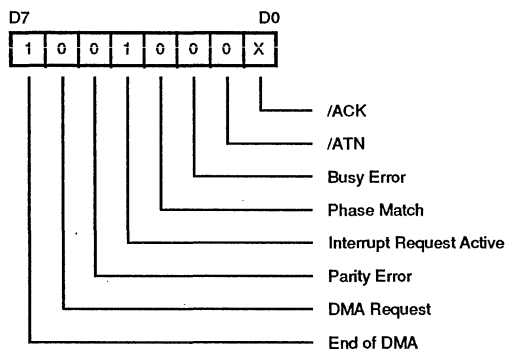 D7 D0
1 0 0 1 0 0 0 X
/ACK
/ATN
Busy Error
Phase Match
Interrupt Request Active
Parity Error
DMA Request
End of DMA